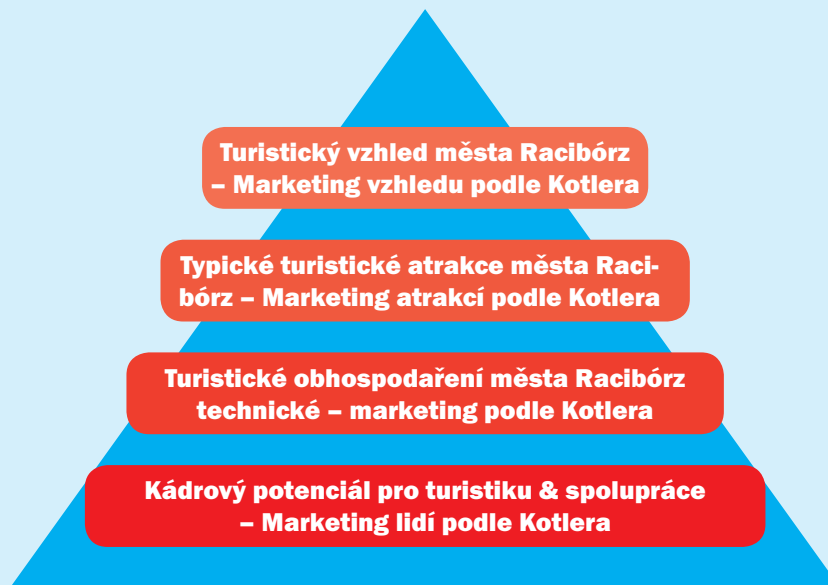 Turistický vzhled města Racibórz
– Marketing vzhledu podle Kotlera
Typické turistické atrakce města Raci-
bórz – Marketing atrakcí podle Kotlera
Turistické obhospodaření města Racibórz
technické – marketing podle Kotlera
Kádrový potenciál pro turistiku & spolupráce
– Marketing lidí podle Kotlera